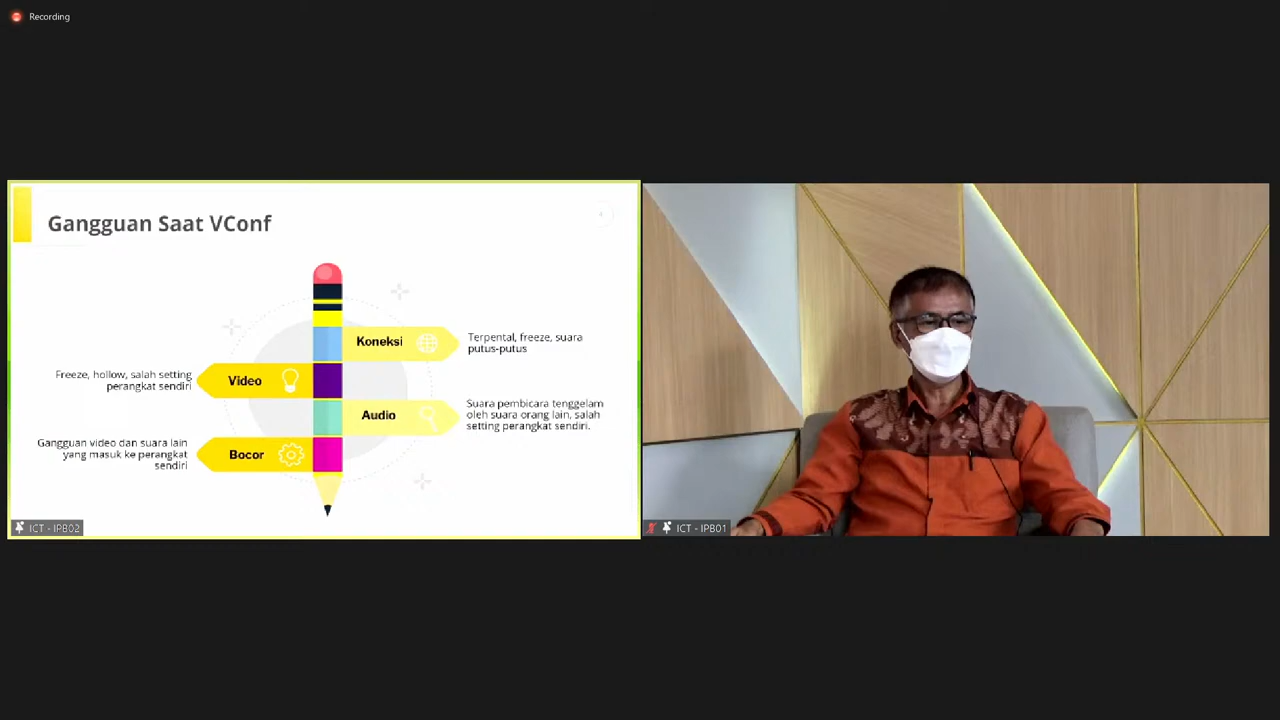 Recording
Gangguan Saat VConf
Koneksi
Terpental, freeze, suara
putus-putus
Freeze, hollow, salah setting
perangkat sendiri
Video
Audio
Suara pembicara tenggelam
oleh suara orang lain, salah
setting perangkat sendiri.
Gangguan video dan suara lain
yang masuk ke perangkat
sendiri
Bocor
ICT - IPB02
ICT - IPB01